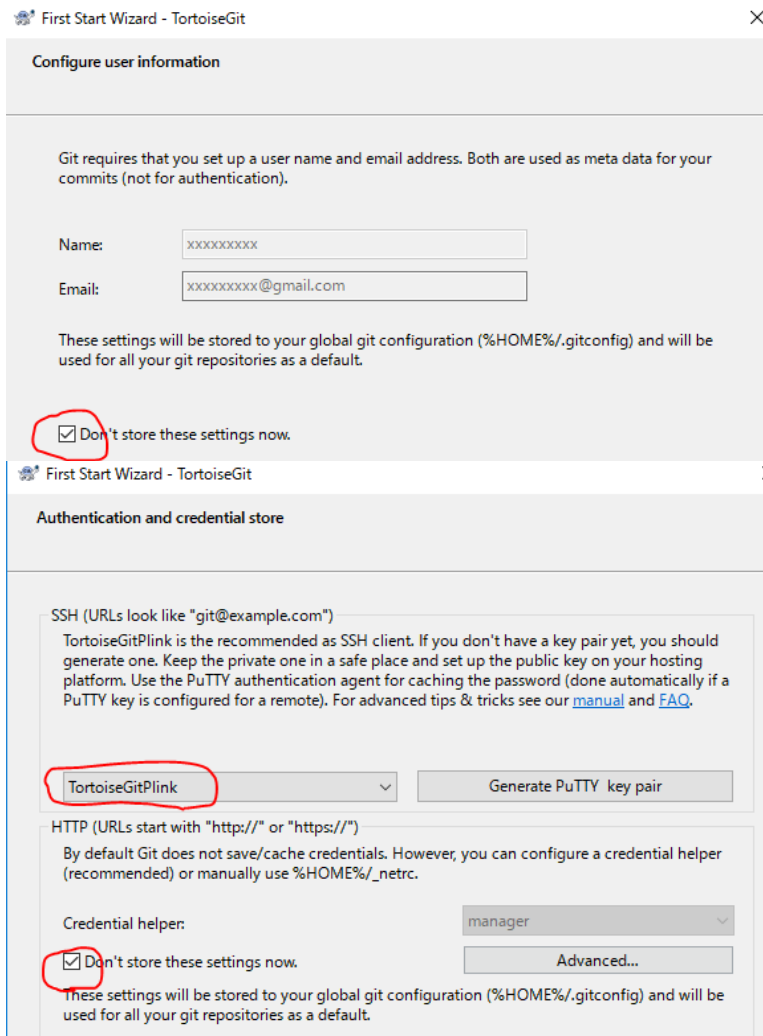 First Start Wizard - TortoiseGit
Configure user information
Git requires that you set up a user name and email address. Both are used as meta data for your
commits (not for authentication).
Name: xxxxxxxxx
Email: xxxxxxxxx@gmail.com
These settings will be stored to your global git configuration (%HOME%/.gitconfig) and will be
used for all your git repositories as a default.
Don't store these settings now.
First Start Wizard - TortoiseGit
Authentication and credential store
SSH (URLs look like "git@example.com")
TortoiseGitPlink is the recommended as SSH client. If you don't have a key pair yet, you should
generate one. Keep the private one in a safe place and set up the public key on your hosting
platform. Use the PuTTY authentication agent for caching the password (done automatically if a
PuTTY key is configured for a remote). For advanced tips & tricks see our manual and FAQ.
TortoiseGitPlink Generate PuTTY key pair
HTTP (URLs start with "http://" or "https://")
By default Git does not save/cache credentials. However, you can configure a credential helper
(recommended) or manually use %HOME%/_netrc.
Credential helper: manager
Don't store these settings now. Advanced...
These settings will be stored to your global git configuration (%HOME%/.gitconfig) and will be
used for all your git repositories as a default.